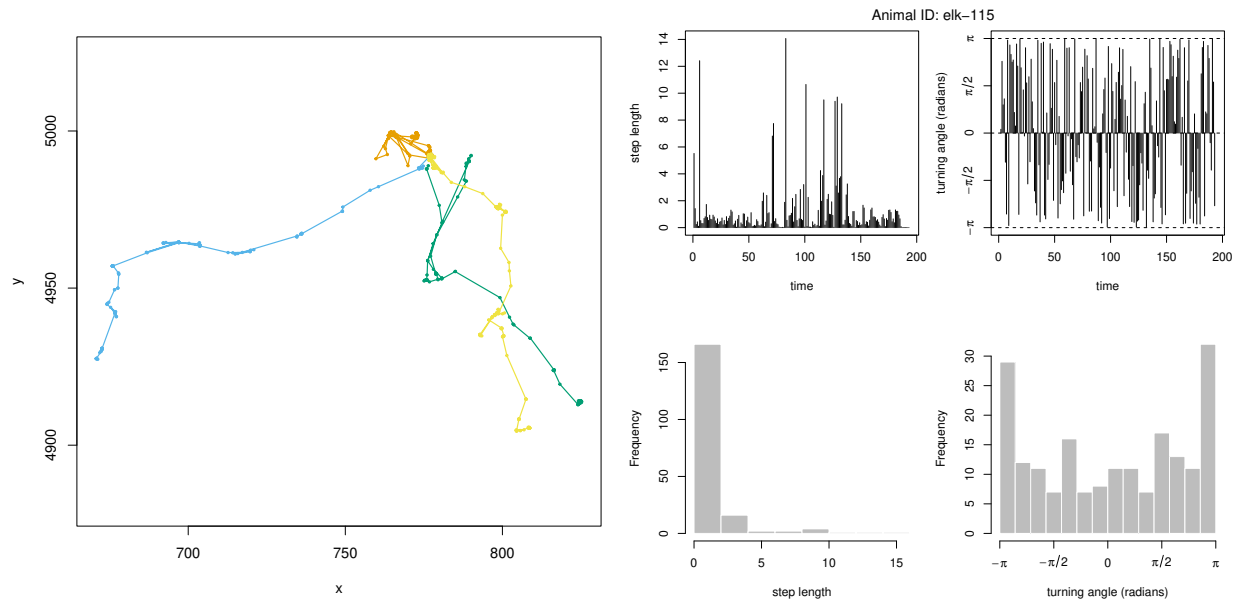 5000
4950
4900
y
700 750 800
x
Animal ID: elk−115
14
12
10
8
6
4
2
0
step length
0 50 100 150 200
time
π
π/2
0
−π/2
−π
turning angle (radians)
0 50 100 150 200
time
150
100
50
0
Frequency
0 5 10 15
step length
30
25
20
15
10
5
0
Frequency
−π −π/2 0 π/2 π
turning angle (radians)